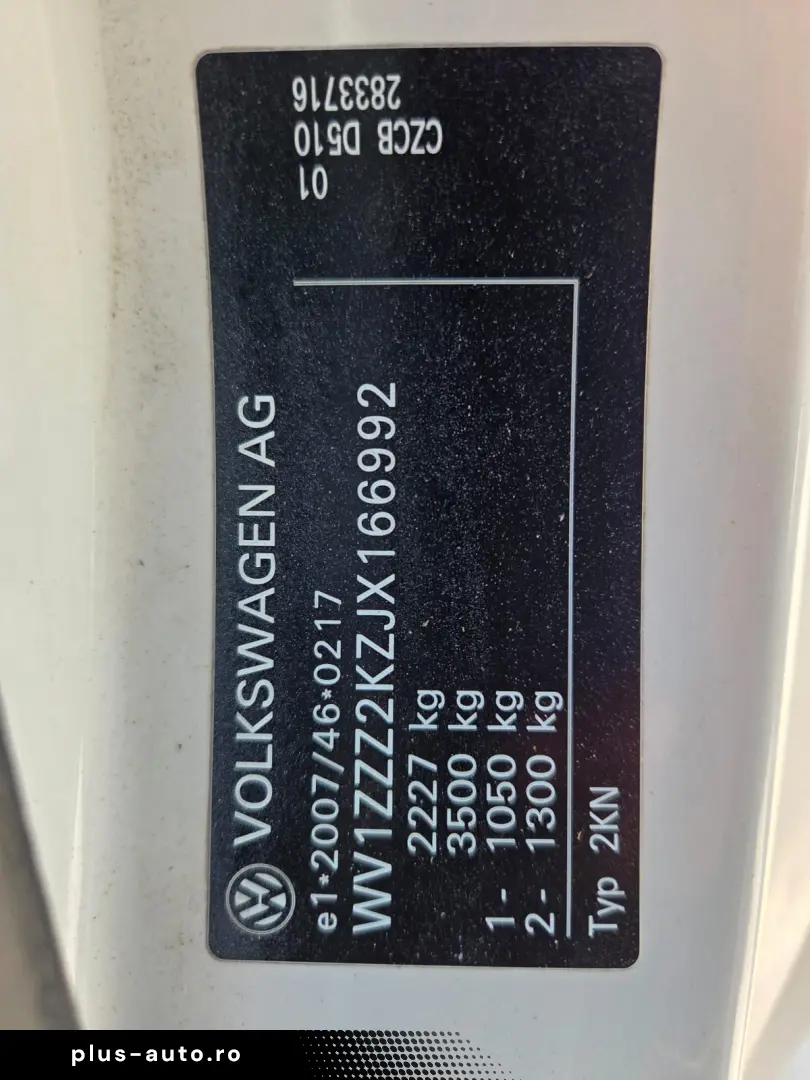 VOLKSWAGEN AG
e1*2007/46*0217
WV1ZZZ2KZJX166992
2227 kg
3500 kg
1- 1050 kg
2- 1300 kg
Typ 2KN
01
CZCB D510
2833716
plus-auto.ro